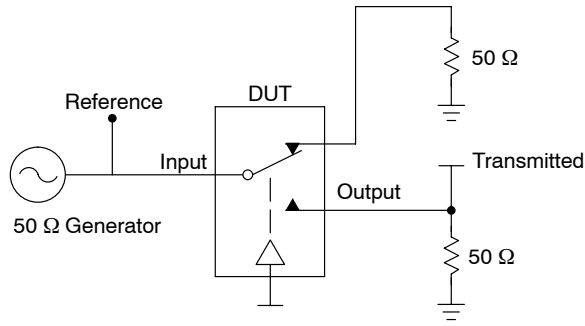 50 Ω
Reference
DUT
Input
Transmitted
Output
50 Ω Generator
50 Ω